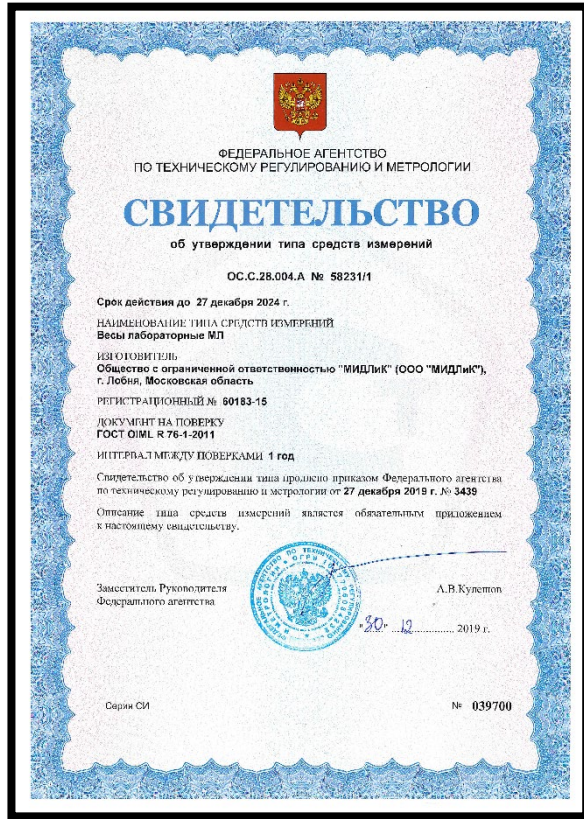 ФЕДЕРАЛЬНОЕ АГЕНТСТВО
ПО ТЕХНИЧЕСКОМУ РЕГУЛИРОВАНИЮ И МЕТРОЛОГИИ
СВИДЕТЕЛЬСТВО
об утверждении типа средств измерений
ОС.С.28.004.А № 58231/1
Срок действия до 27 декабря 2024 г.
НАИМЕНОВАНИЕ ТИПА СРЕДСТВ ИЗМЕРЕНИЙ
Весы лабораторные МЛ
ИЗГОТОВИТЕЛЬ
Общество с ограниченной ответственностью "МИДЛиК" (ООО "МИДЛиК"),
г. Лобня, Московская область
РЕГИСТРАЦИОННЫЙ № 60183-15
ДОКУМЕНТ НА ПОВЕРКУ
ГОСТ OIML R 76-1-2011
ИНТЕРВАЛ МЕЖДУ ПОВЕРКАМИ 1 год
Свидетельство об утверждении типа продлено приказом Федерального агентства
по техническому регулированию и метрологии от 27 декабря 2019 г. № 3439
Описание типа средств измерений является обязательным приложением
к настоящему свидетельству.
Заместитель Руководителя
Федерального агентства
А.В.Кулешов
"30" 12 2019 г.
Серия СИ
№ 039700